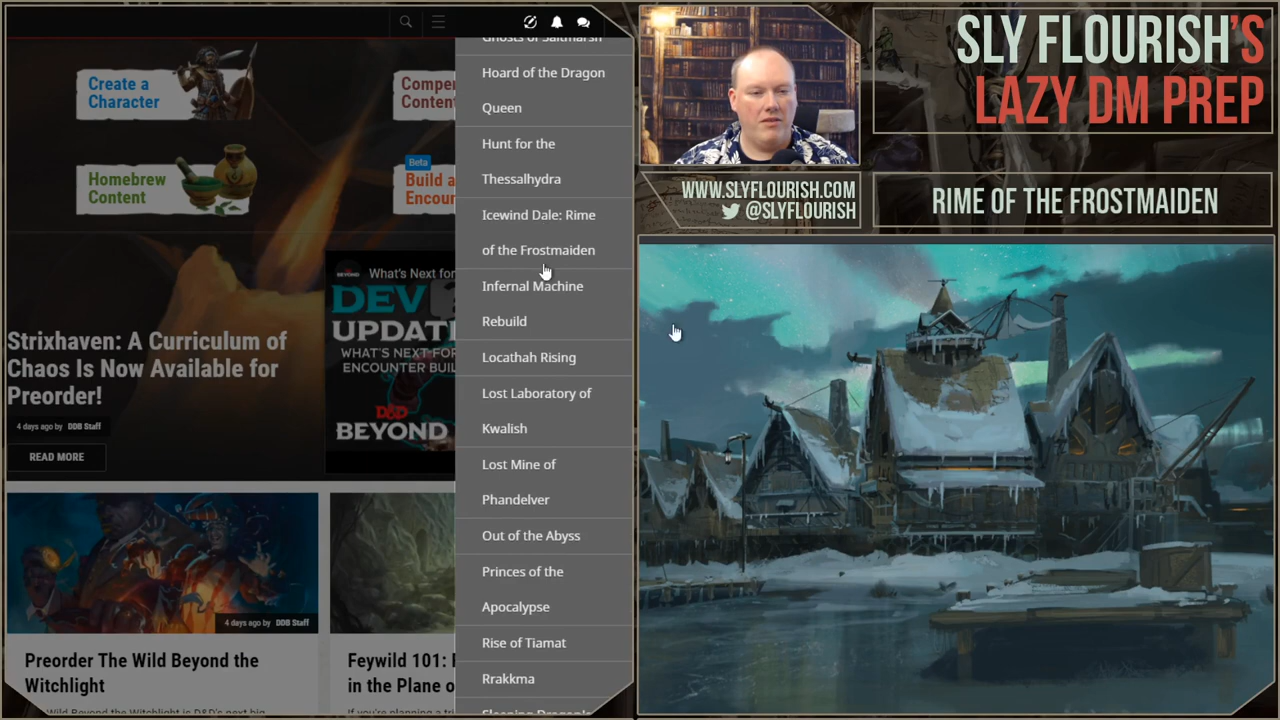 Create a
Character
Homebrew
Content
Beta
What's Next for
DEV
UPDAT
WHAT'S NEXT FOR
ENCOUNTER BUIL
D&D
BEYOND
Strixhaven: A Curriculum of
Chaos Is Now Available for
Preorder!
4 days ago by DDB Staff
READ MORE
4 days ago by DDB Staff
Preorder The Wild Beyond the
Witchlight
Feywild 101:
in the Plane o
Ghosts of Saltmarsh
Hoard of the Dragon
Queen
Hunt for the
Thessalhydra
Icewind Dale: Rime
of the Frostmaiden
Infernal Machine
Rebuild
Locathah Rising
Lost Laboratory of
Kwalish
Lost Mine of
Phandelver
Out of the Abyss
Princes of the
Apocalypse
Rise of Tiamat
Rrakkma
SLY FLOURISH'S
LAZY DM PREP
WWW.SLYFLOURISH.COM
@SLYFLOURISH
RIME OF THE FROSTMAIDEN